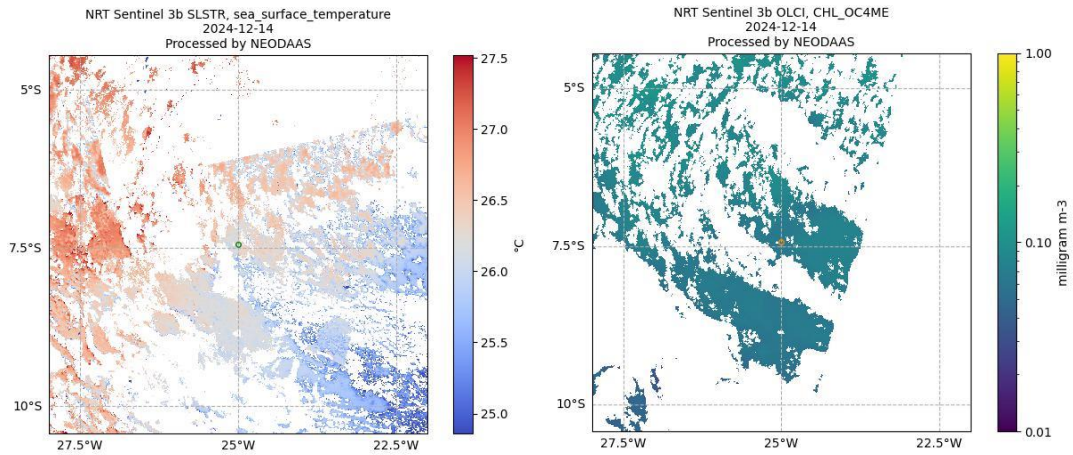 NRT Sentinel 3b SLSTR, sea_surface_temperature
2024-12-14
Processed by NEODAAS
5°S
7.5°S
10°S
27.5°W
25°W
22.5°W
27.5
27.0
26.5
26.0
25.5
25.0
°C
NRT Sentinel 3b OLCI, CHL_OC4ME
2024-12-14
Processed by NEODAAS
5°S
7.5°S
10°S
27.5°W
25°W
22.5°W
1.00
0.10
0.01
milligram m-3